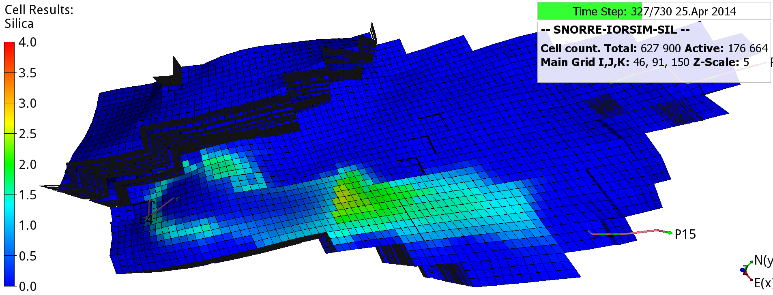 Cell Results:
Silica
4.0
3.5
3.0
2.5
2.0
1.5
1.0
0.5
0.0
Time Step: 327/730 25.Apr 2014
-- SNORRE-IORSIM-SIL --
Cell count. Total: 627 900 Active: 176 664
Main Grid I,J,K: 46, 91, 150 Z-Scale: 5
P15
N(y
E(x)